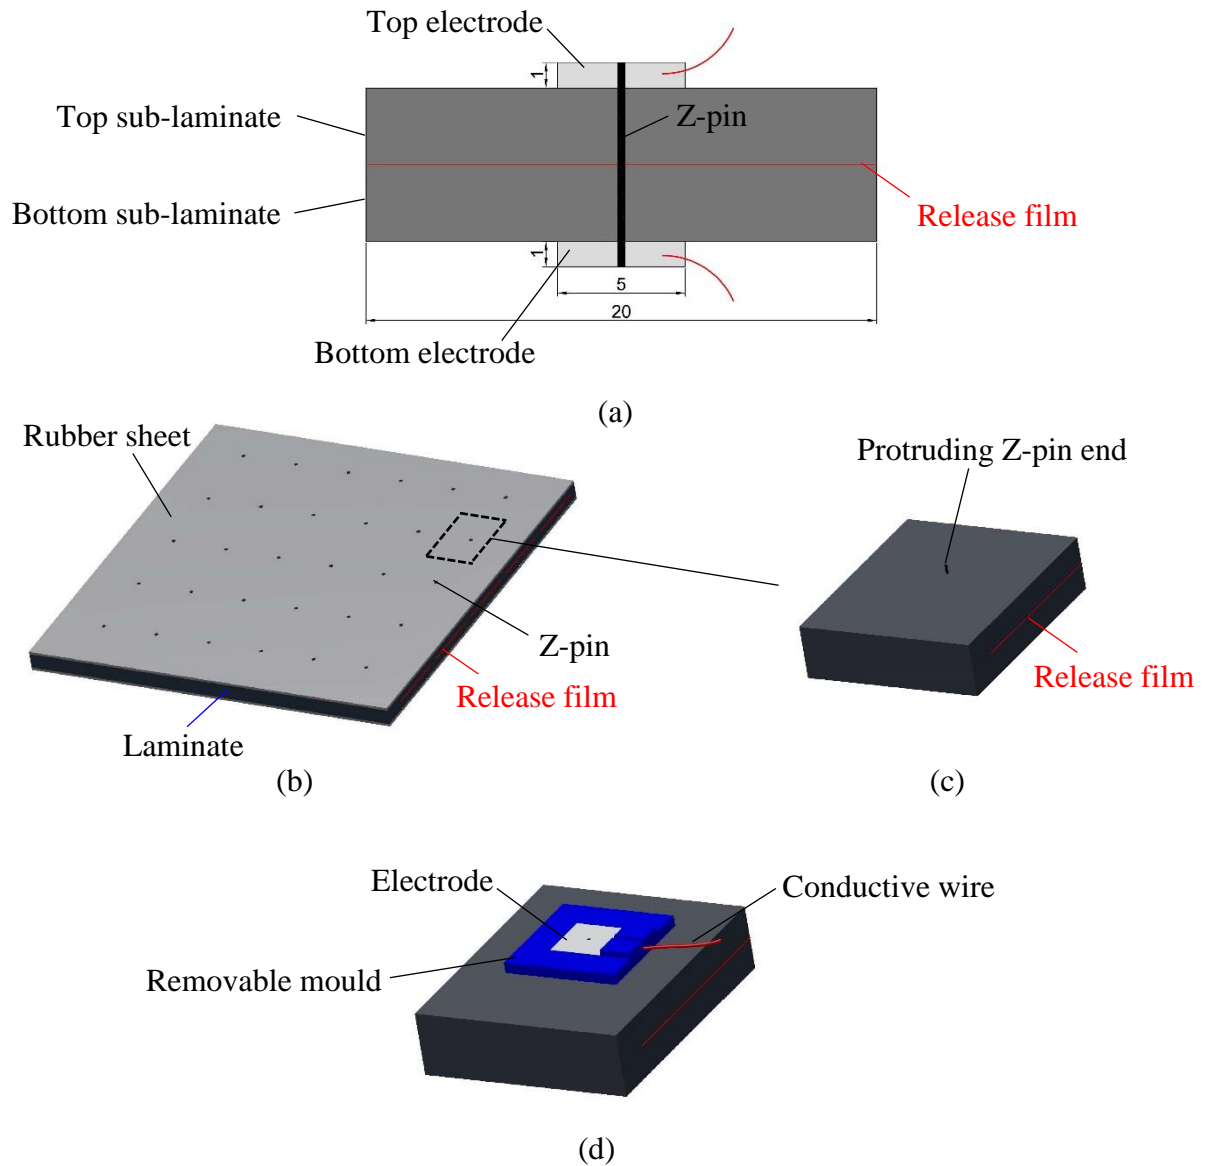 Top electrode
1
Top sub-laminate
Z-pin
Bottom sub-laminate
Release film
1
5
20
Bottom electrode
(a)
Rubber sheet
Protruding Z-pin end
Z-pin
Release film
Release film
Laminate
(b)
(c)
Electrode
Conductive wire
Removable mould
(d)